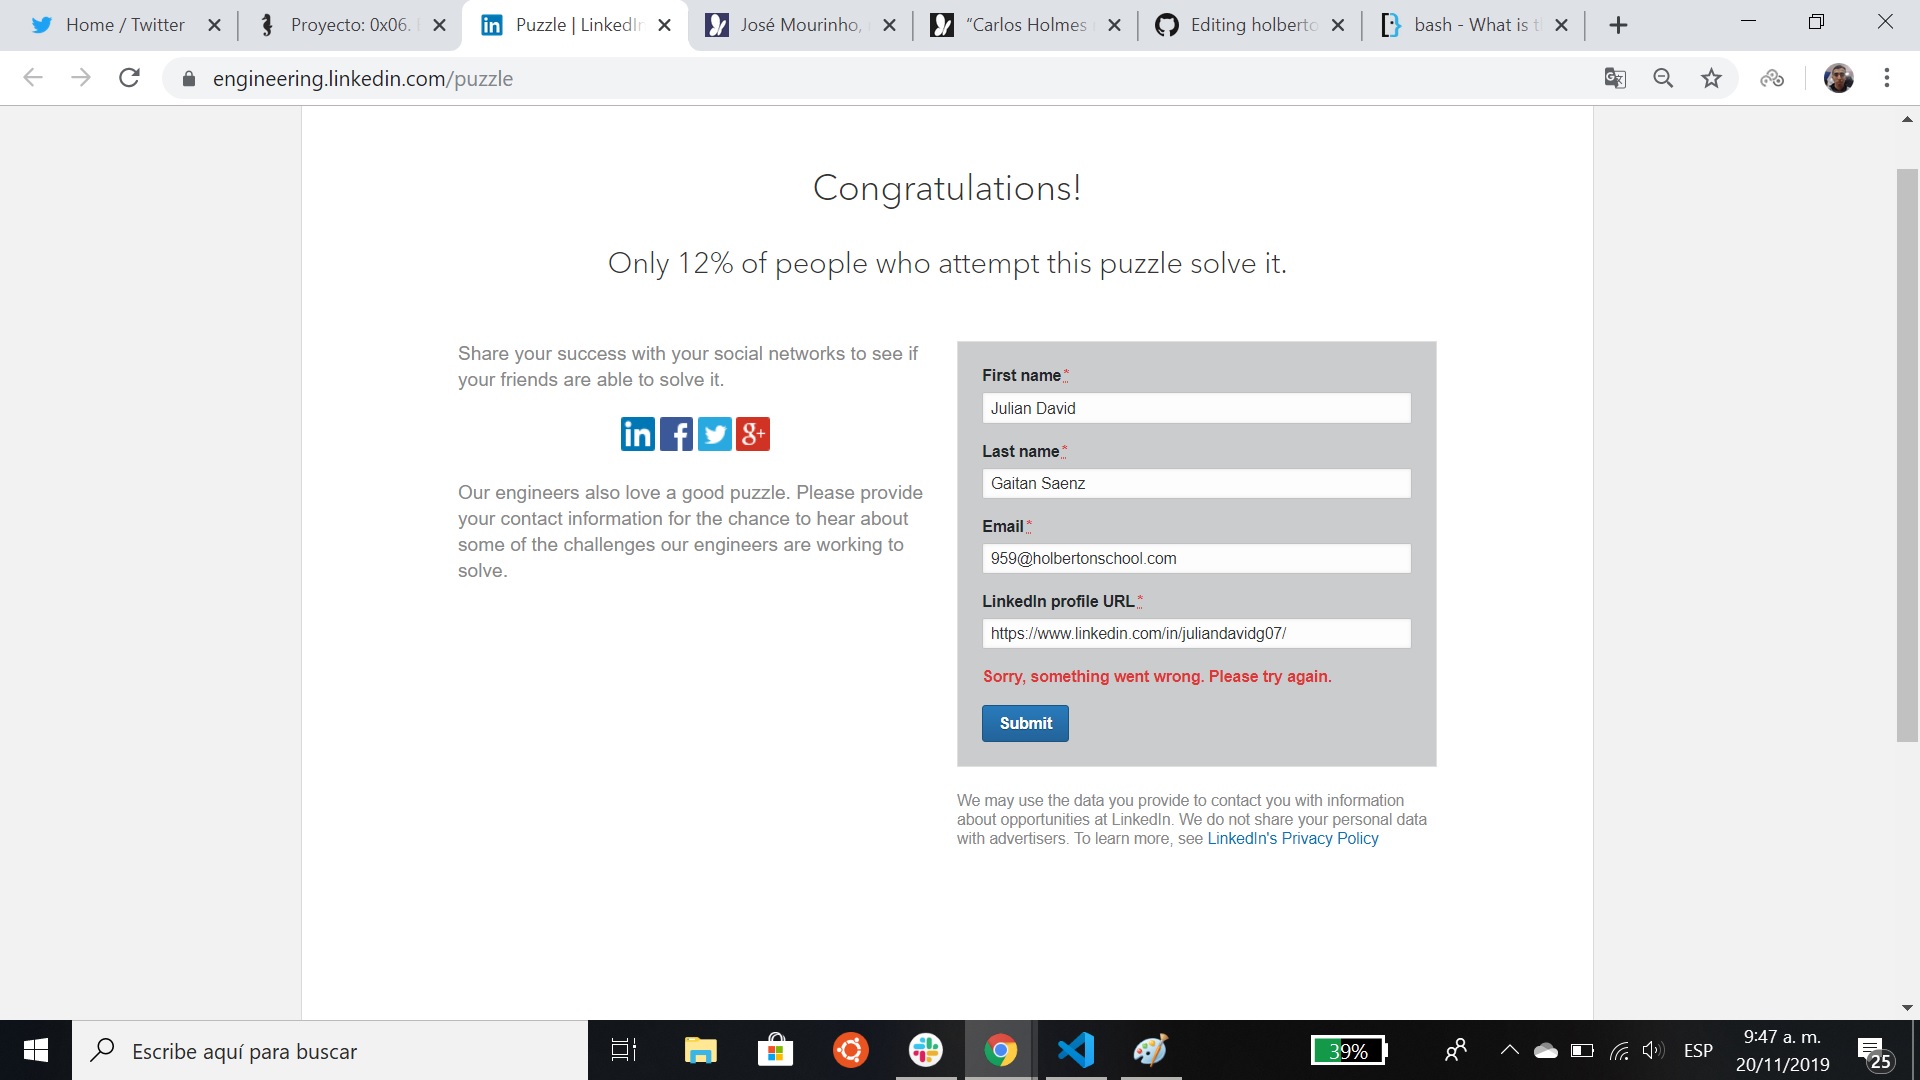 Home / Twitter
Proyecto: 0x06.
Puzzle | LinkedIn
José Mourinho,
“Carlos Holmes
Editing holberto
bash - What is t
engineering.linkedin.com/puzzle
Congratulations!
Only 12% of people who attempt this puzzle solve it.
Share your success with your social networks to see if
your friends are able to solve it.
Our engineers also love a good puzzle. Please provide
your contact information for the chance to hear about
some of the challenges our engineers are working to
solve.
First name*
Julian David
Last name*
Gaitan Saenz
Email*
959@holbertonschool.com
LinkedIn profile URL*
https://www.linkedin.com/in/juliandavidg07/
Sorry, something went wrong. Please try again.
Submit
We may use the data you provide to contact you with information
about opportunities at LinkedIn. We do not share your personal data
with advertisers. To learn more, see LinkedIn's Privacy Policy
Escribe aquí para buscar
39%
ESP
9:47 a. m.
20/11/2019
25